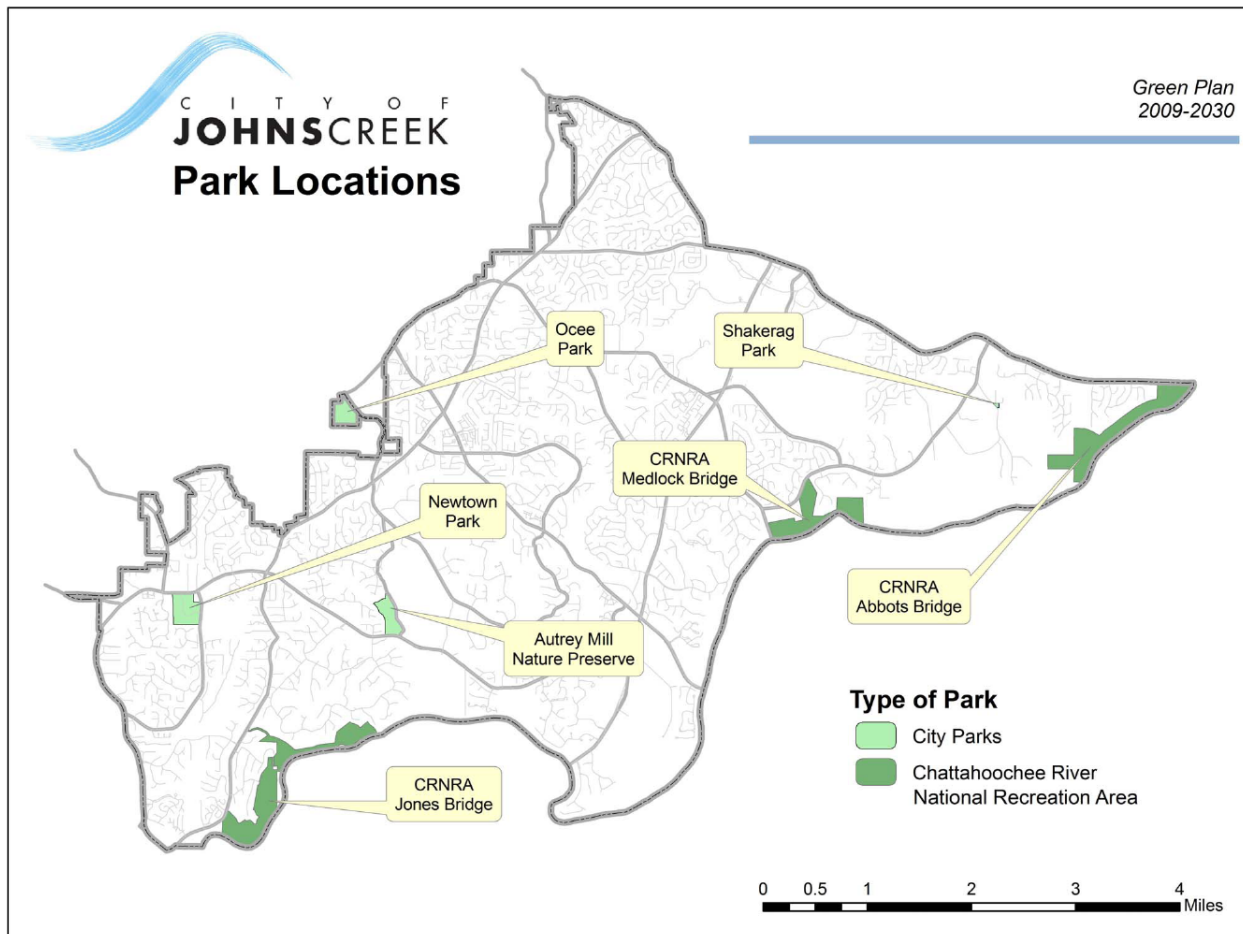 CITY OF
JOHNSCREEK
Park Locations
Green Plan
2009-2030
Ocee
Park
Shakerag
Park
CRNRA
Medlock Bridge
Newtown
Park
CRNRA
Abbots Bridge
Autrey Mill
Nature Preserve
CRNRA
Jones Bridge
Type of Park
City Parks
Chattahoochee River
National Recreation Area
0 0.5 1 2 3 4
Miles